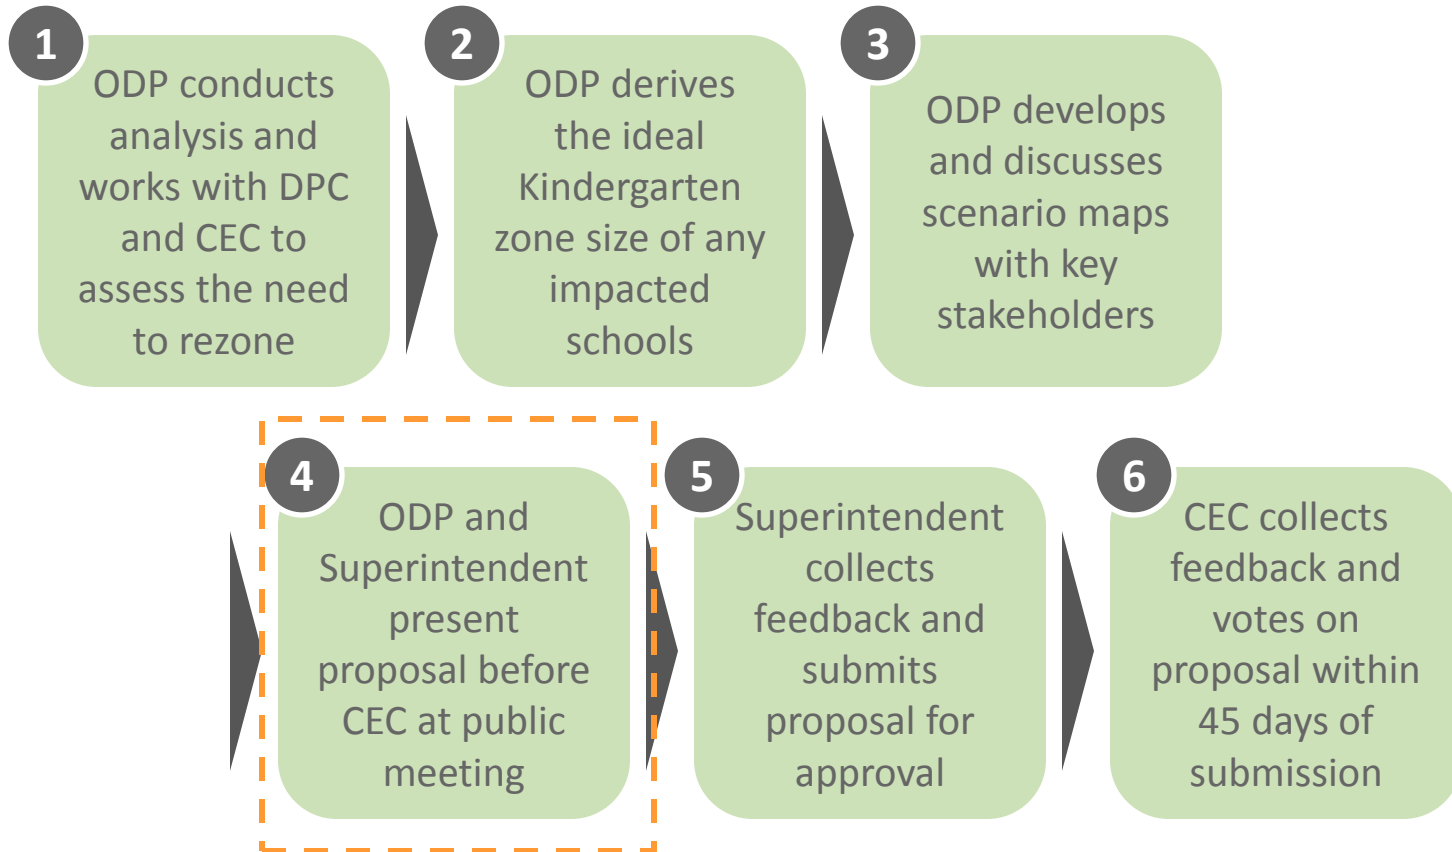 1
ODP conducts
analysis and
works with DPC
and CEC to
assess the need
to rezone
2
ODP derives
the ideal
Kindergarten
zone size of any
impacted
schools
3
ODP develops
and discusses
scenario maps
with key
stakeholders
4
ODP and
Superintendent
present
proposal before
CEC at public
meeting
5
Superintendent
collects
feedback and
submits
proposal for
approval
6
CEC collects
feedback and
votes on
proposal within
45 days of
submission